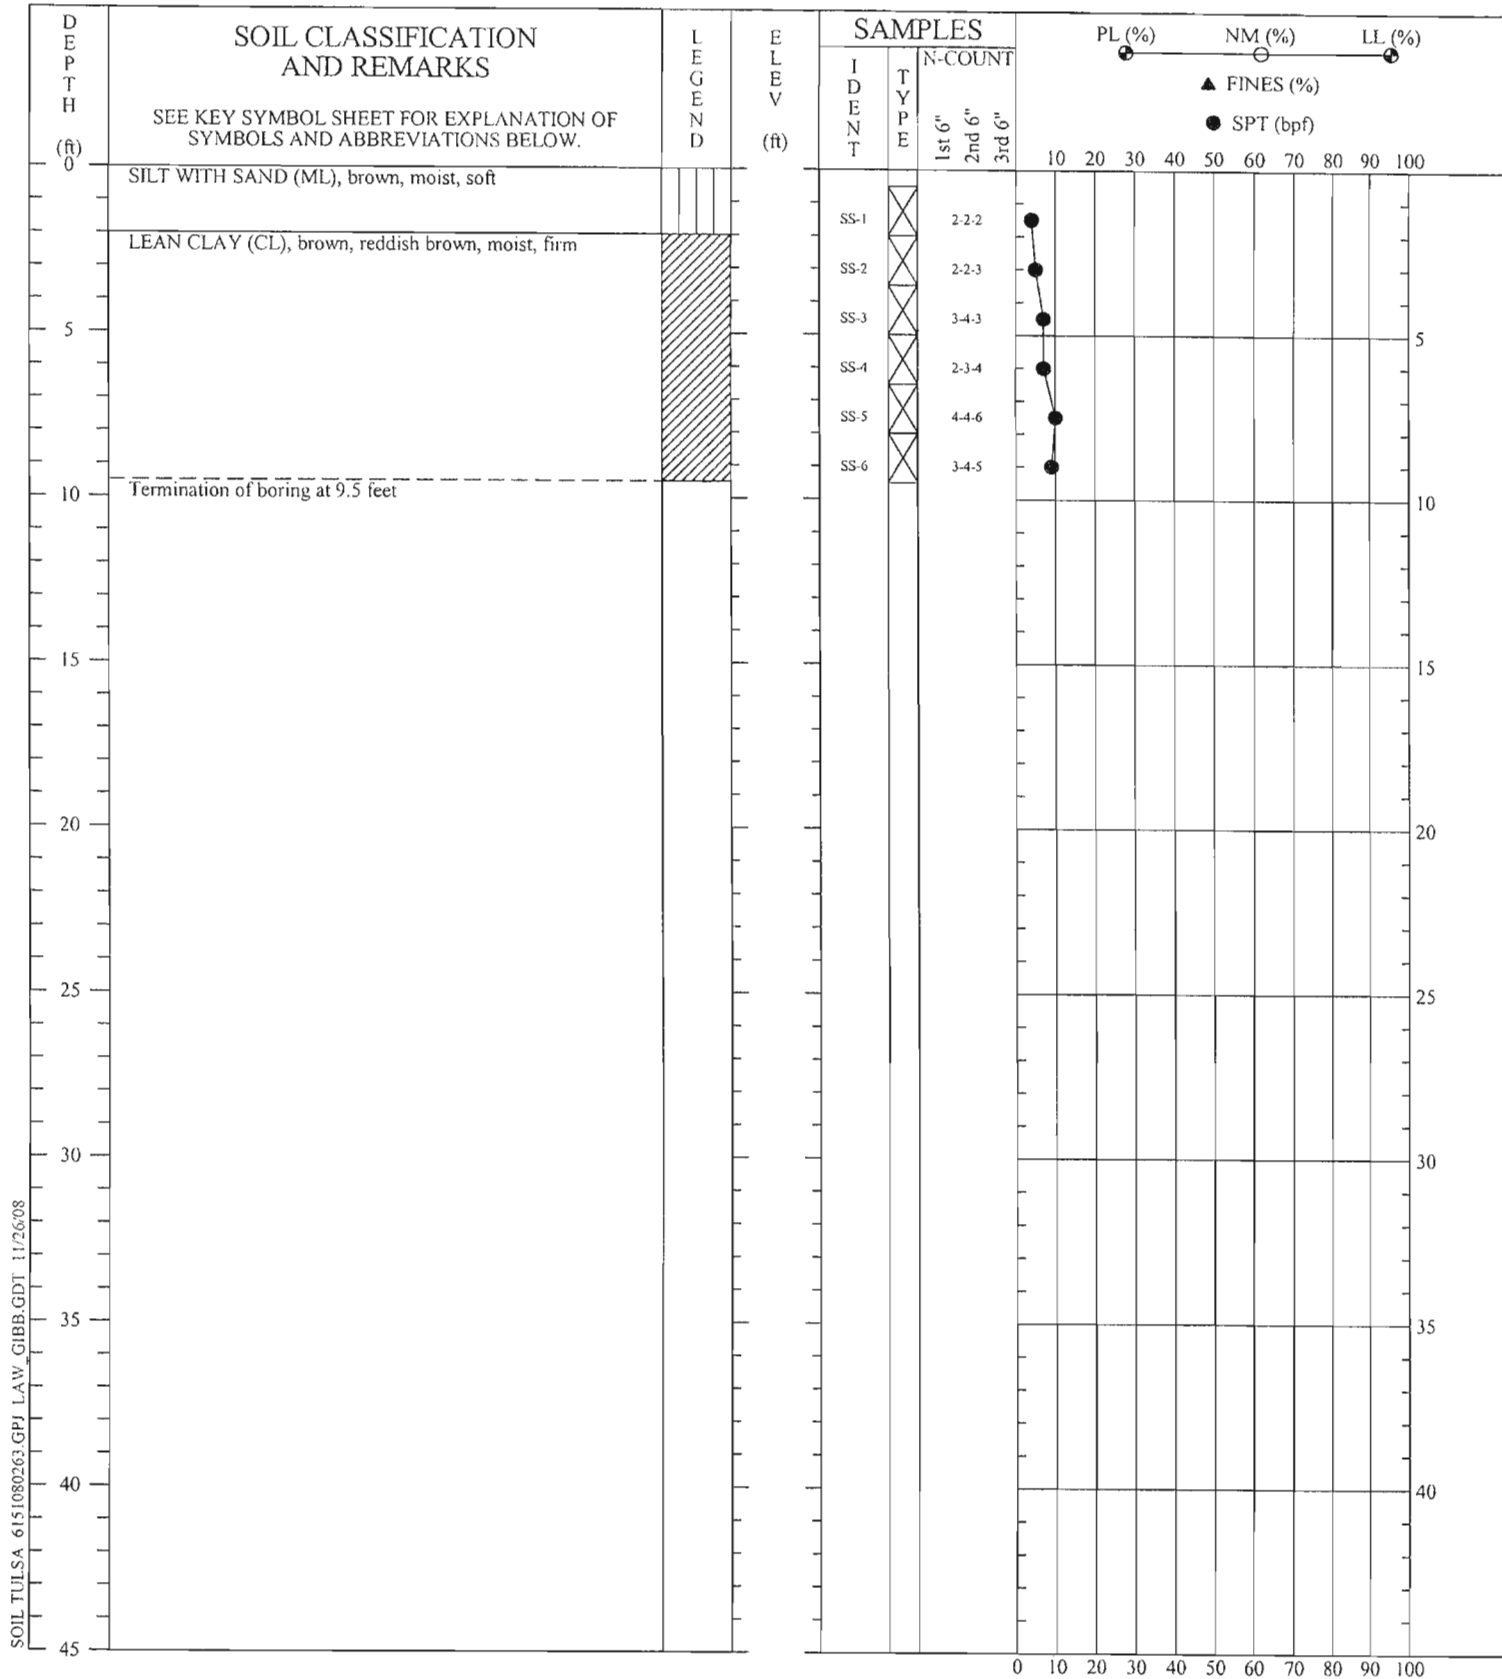 DEPTH
(ft)
SOIL CLASSIFICATION
AND REMARKS
SEE KEY SYMBOL SHEET FOR EXPLANATION OF
SYMBOLS AND ABBREVIATIONS BELOW.
LEGEND
ELEV
(ft)
SAMPLES
IDENT
TYPE
N-COUNT
1st 6"
2nd 6"
3rd 6"
PL (%) NM (%) LL (%)
▲ FINES (%)
● SPT (bpf)
10 20 30 40 50 60 70 80 90 100
0
SILT WITH SAND (ML), brown, moist, soft
SS-1 2-2-2
LEAN CLAY (CL), brown, reddish brown, moist, firm
SS-2 2-2-3
SS-3 3-4-3
5 5
SS-4 2-3-4
SS-5 4-4-6
SS-6 3-4-5
10 Termination of boring at 9.5 feet 10
15 15
20 20
25 25
30 30
35 35
40 40
45
0 10 20 30 40 50 60 70 80 90 100
SOIL TULSA 6151080263.GPJ LAW_GIBB.GDT 11/26/08